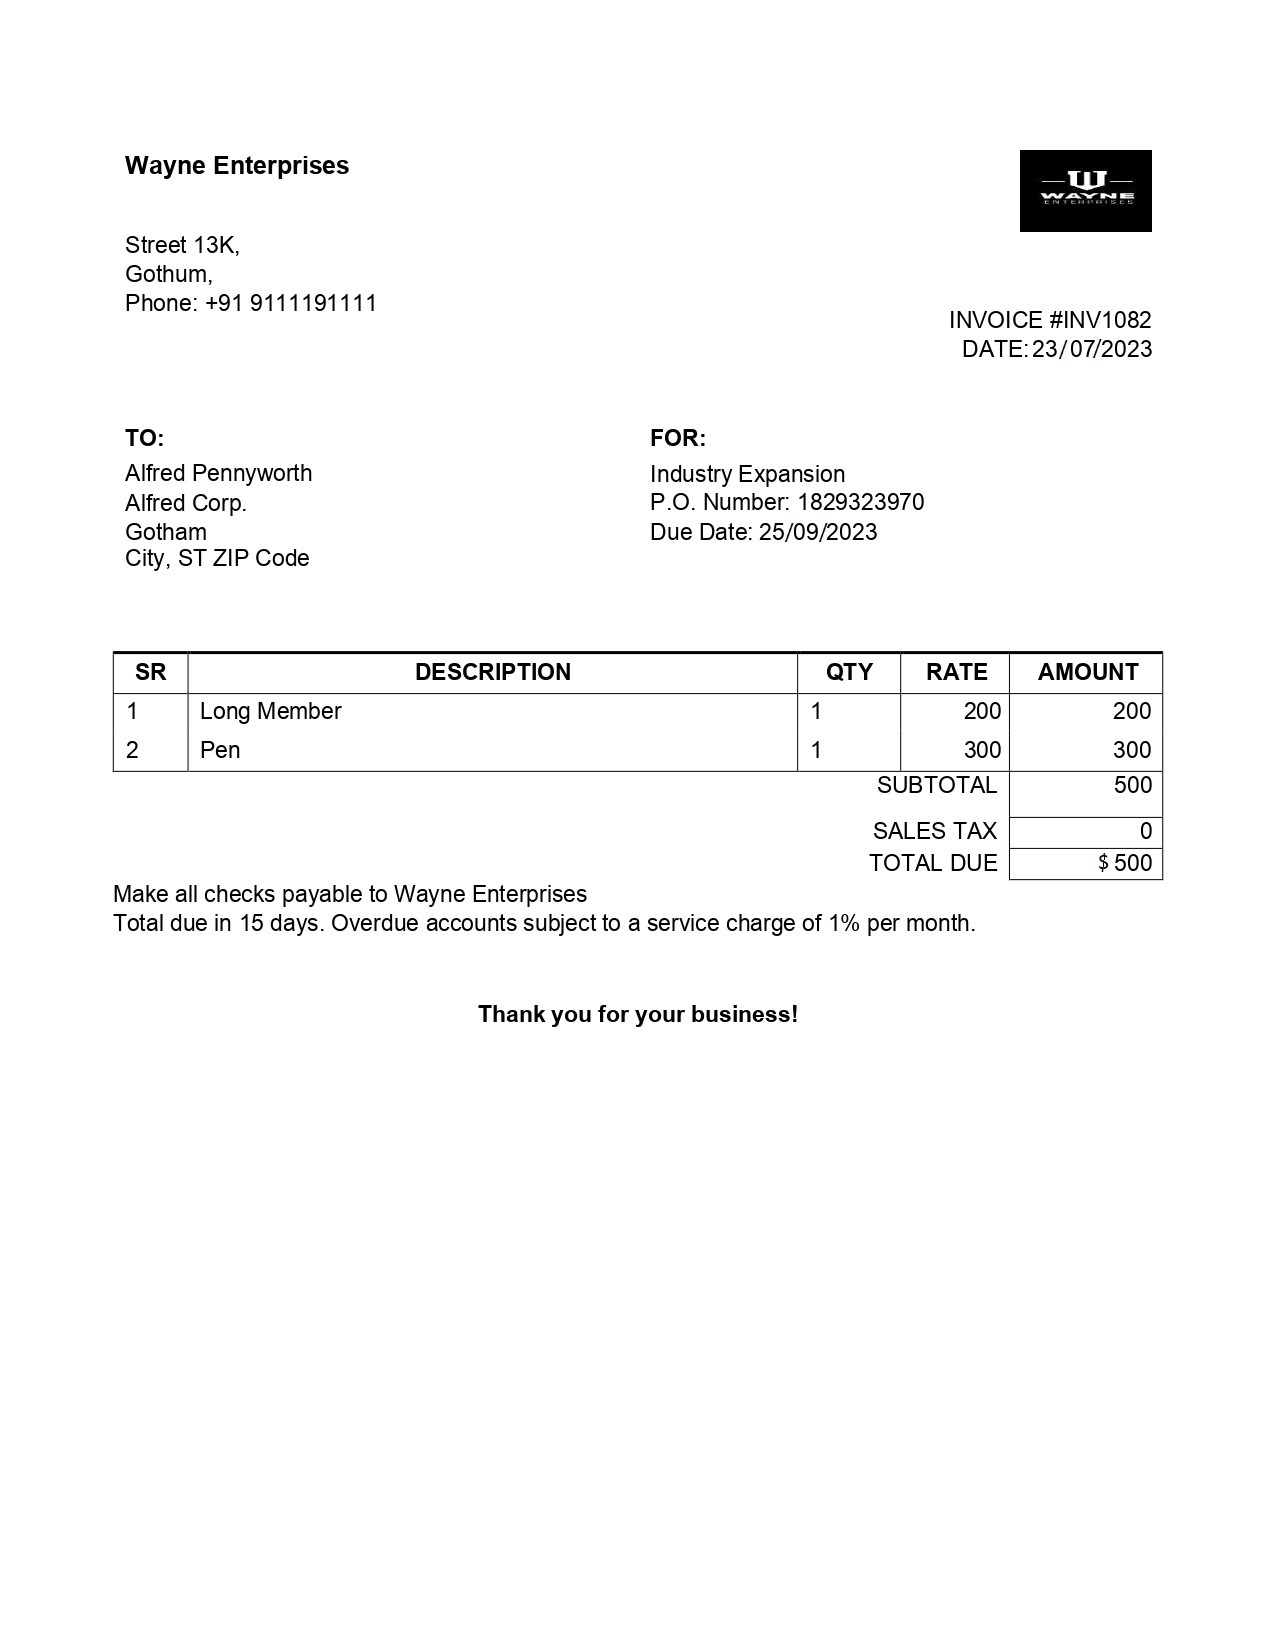 Wayne Enterprises
WAYNE
ENTERPRISES
Street 13K,
Gothum,
Phone: +91 9111191111
INVOICE #INV1082
DATE: 23/07/2023
TO:
Alfred Pennyworth
Alfred Corp.
Gotham
City, ST ZIP Code
FOR:
Industry Expansion
P.O. Number: 1829323970
Due Date: 25/09/2023
SR DESCRIPTION QTY RATE AMOUNT
1 Long Member 1 200 200
2 Pen 1 300 300
SUBTOTAL 500
SALES TAX 0
TOTAL DUE $ 500
Make all checks payable to Wayne Enterprises
Total due in 15 days. Overdue accounts subject to a service charge of 1% per month.
Thank you for your business!